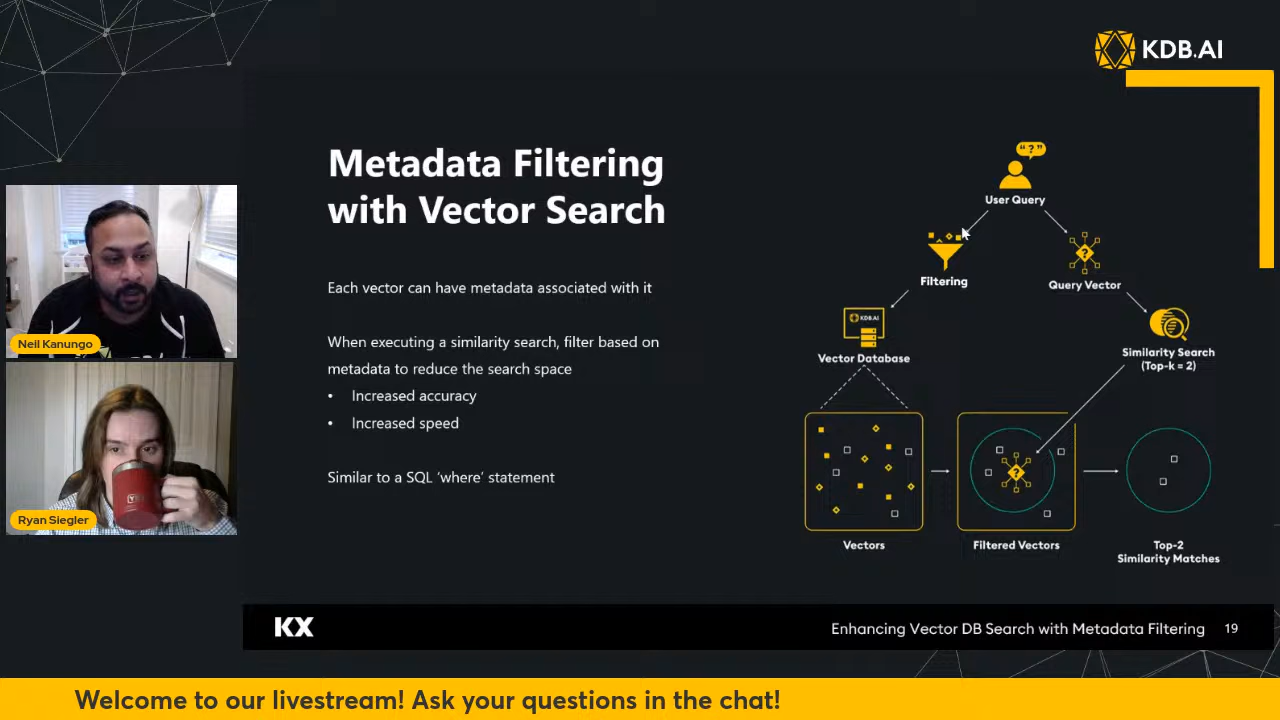 KDB.AI
Metadata Filtering
with Vector Search
Each vector can have metadata associated with it
When executing a similarity search, filter based on
metadata to reduce the search space
• Increased accuracy
• Increased speed
Similar to a SQL ‘where’ statement
“?”
User Query
Filtering
?
Query Vector
KDB.AI
Vector Database
Similarity Search
(Top-k = 2)
?
Vectors
Filtered Vectors
Top-2
Similarity Matches
Neil Kanungo
Ryan Siegler
KX
Enhancing Vector DB Search with Metadata Filtering
19
Welcome to our livestream! Ask your questions in the chat!